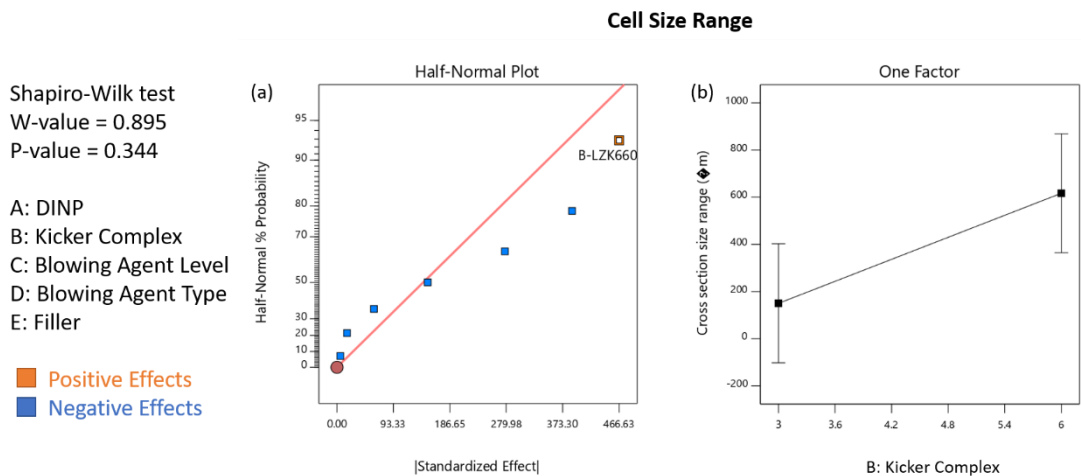 Cell Size Range
Shapiro-Wilk test
W-value = 0.895
P-value = 0.344
A: DINP
B: Kicker Complex
C: Blowing Agent Level
D: Blowing Agent Type
E: Filler
Positive Effects
Negative Effects
(a)
Half-Normal Plot
Half-Normal % Probability
95
90
80
70
50
30
20
10
0
B-LZK660
0.00 93.33 186.65 279.98 373.30 466.63
|Standardized Effect|
(b)
One Factor
Cross section size range (�m)
1000
800
600
400
200
0
-200
3 3.6 4.2 4.8 5.4 6
B: Kicker Complex